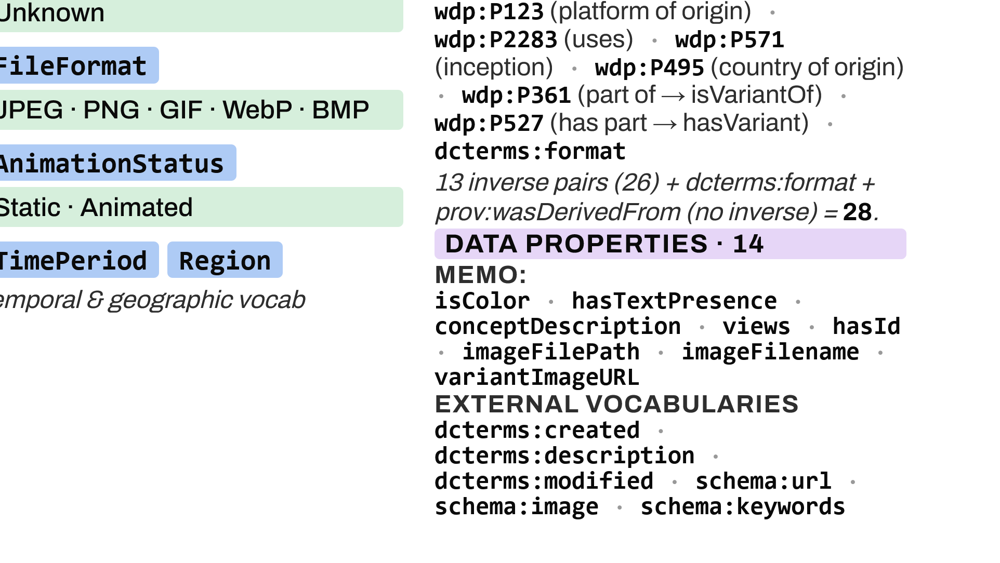 Unknown
FileFormat
JPEG · PNG · GIF · WebP · BMP
AnimationStatus
Static · Animated
TimePeriod Region
emporal & geographic vocab
wdp:P123 (platform of origin) •
wdp:P2283 (uses) • wdp:P571
(inception) • wdp:P495 (country of origin)
• wdp:P361 (part of → isVariantOf) •
wdp:P527 (has part → hasVariant) •
dcterms:format
13 inverse pairs (26) + dcterms:format +
prov:wasDerivedFrom (no inverse) = 28.
DATA PROPERTIES · 14
MEMO:
isColor • hasTextPresence •
conceptDescription • views • hasId
• imageFilePath • imageFilename •
variantImageURL
EXTERNAL VOCABULARIES
dcterms:created •
dcterms:description •
dcterms:modified • schema:url •
schema:image • schema:keywords